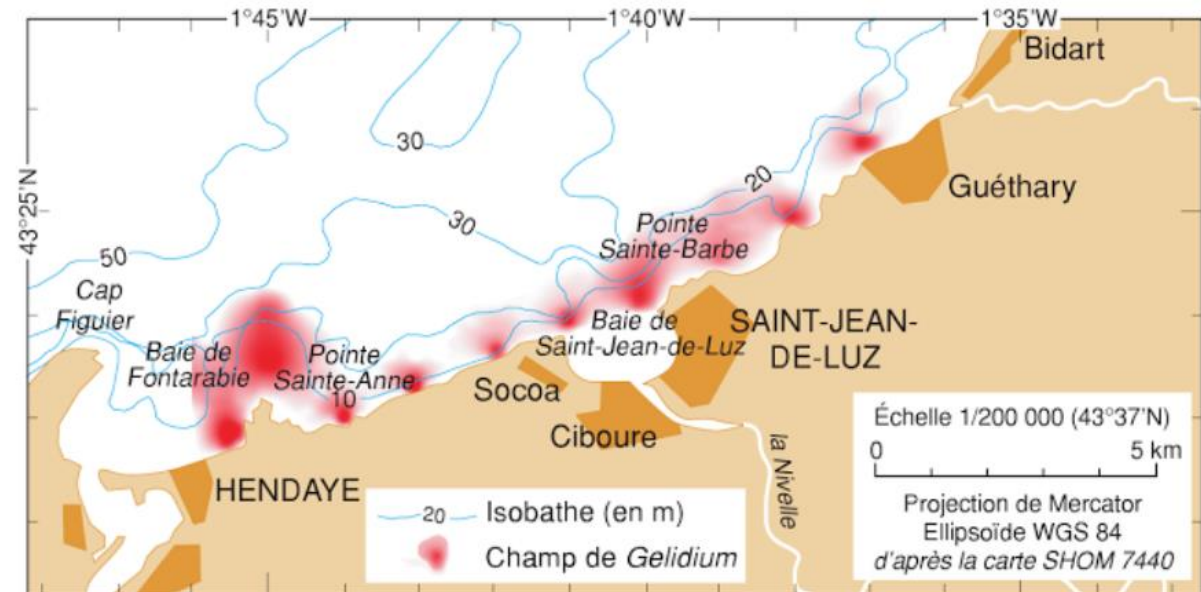 1°45'W
1°40'W
1°35'W
Bidart
30
20
Guéthary
43°25'N
30
Pointe
Sainte-Barbe
50
Cap
Figuier
Baie de
Fontarabie
Pointe
Sainte-Anne
10
Baie de
Saint-Jean-de-Luz
SAINT-JEAN-
DE-LUZ
Socoa
Ciboure
la Nivelle
HENDAYE
20 Isobathe (en m)
Champ de Gelidium
Échelle 1/200 000 (43°37'N)
0 5 km
Projection de Mercator
Ellipsoïde WGS 84
d'après la carte SHOM 7440